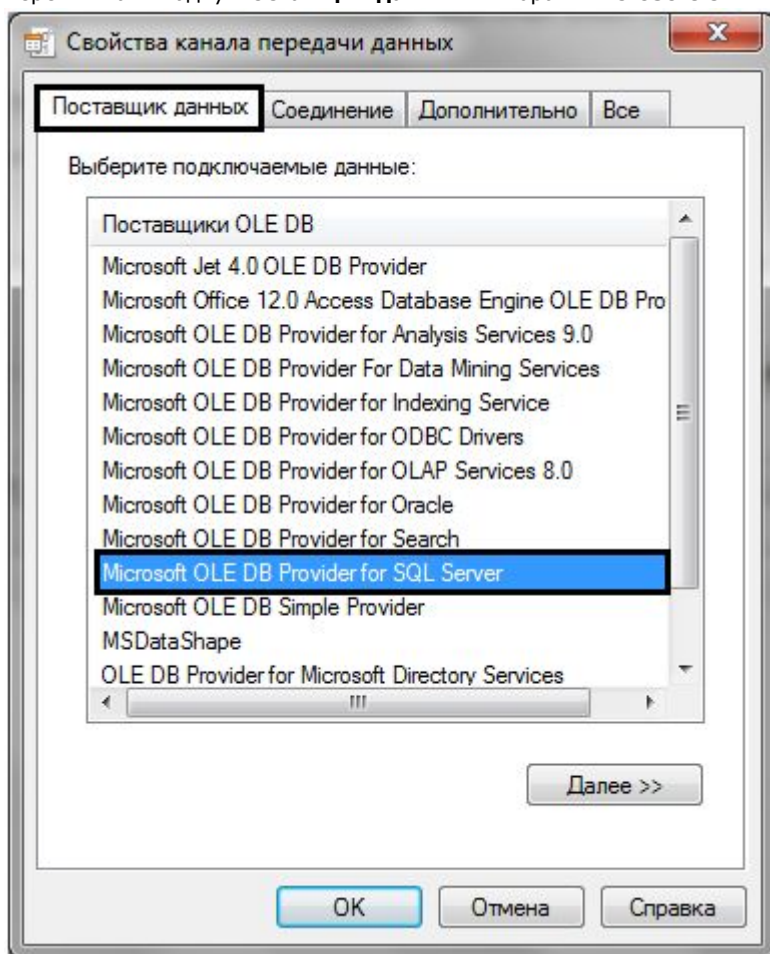 Свойства канала передачи данных
Поставщик данных
Соединение
Дополнительно
Все
Выберите подключаемые данные:
Поставщики OLE DB
Microsoft Jet 4.0 OLE DB Provider
Microsoft Office 12.0 Access Database Engine OLE DB Pro
Microsoft OLE DB Provider for Analysis Services 9.0
Microsoft OLE DB Provider For Data Mining Services
Microsoft OLE DB Provider for Indexing Service
Microsoft OLE DB Provider for ODBC Drivers
Microsoft OLE DB Provider for OLAP Services 8.0
Microsoft OLE DB Provider for Oracle
Microsoft OLE DB Provider for Search
Microsoft OLE DB Provider for SQL Server
Microsoft OLE DB Simple Provider
MSDataShape
OLE DB Provider for Microsoft Directory Services
Далее >>
OK
Отмена
Справка